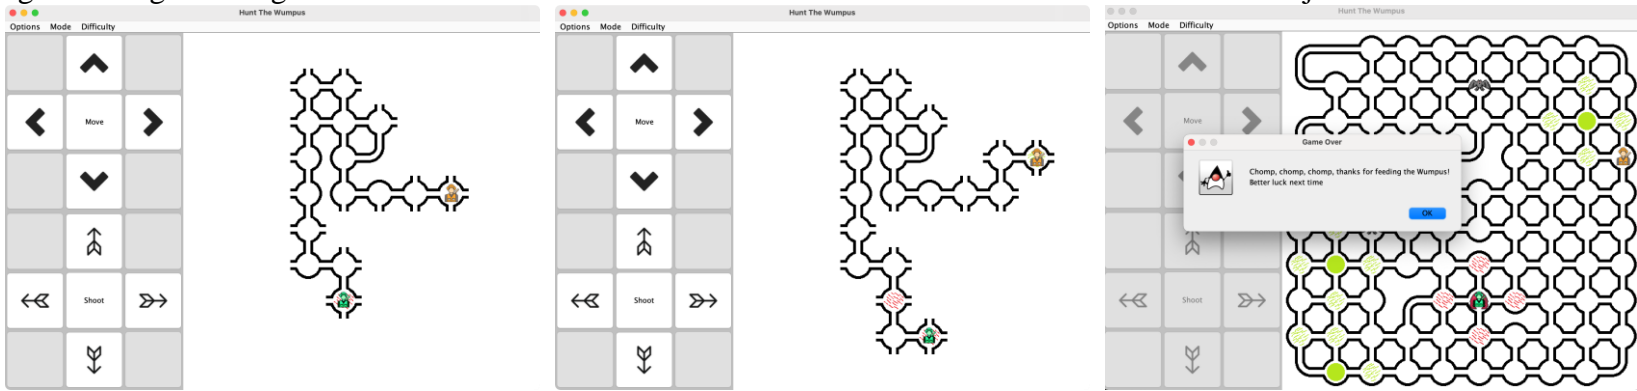 Hunt The Wumpus
Options Mode Difficulty
Move
Shoot
Hunt The Wumpus
Options Mode Difficulty
Move
Shoot
Hunt The Wumpus
Options Mode Difficulty
Move
Shoot
Game Over
Chomp, chomp, chomp, thanks for feeding the Wumpus!
Better luck next time
OK